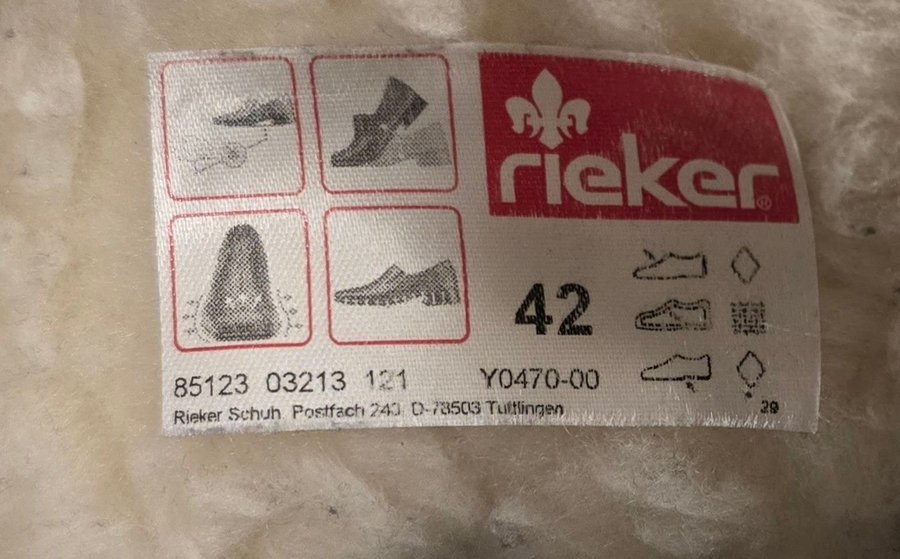 rieker®
42
85123 03213 121 Y0470-00
Rieker Schuh Postfach 240 D-78503 Tuttlingen
29